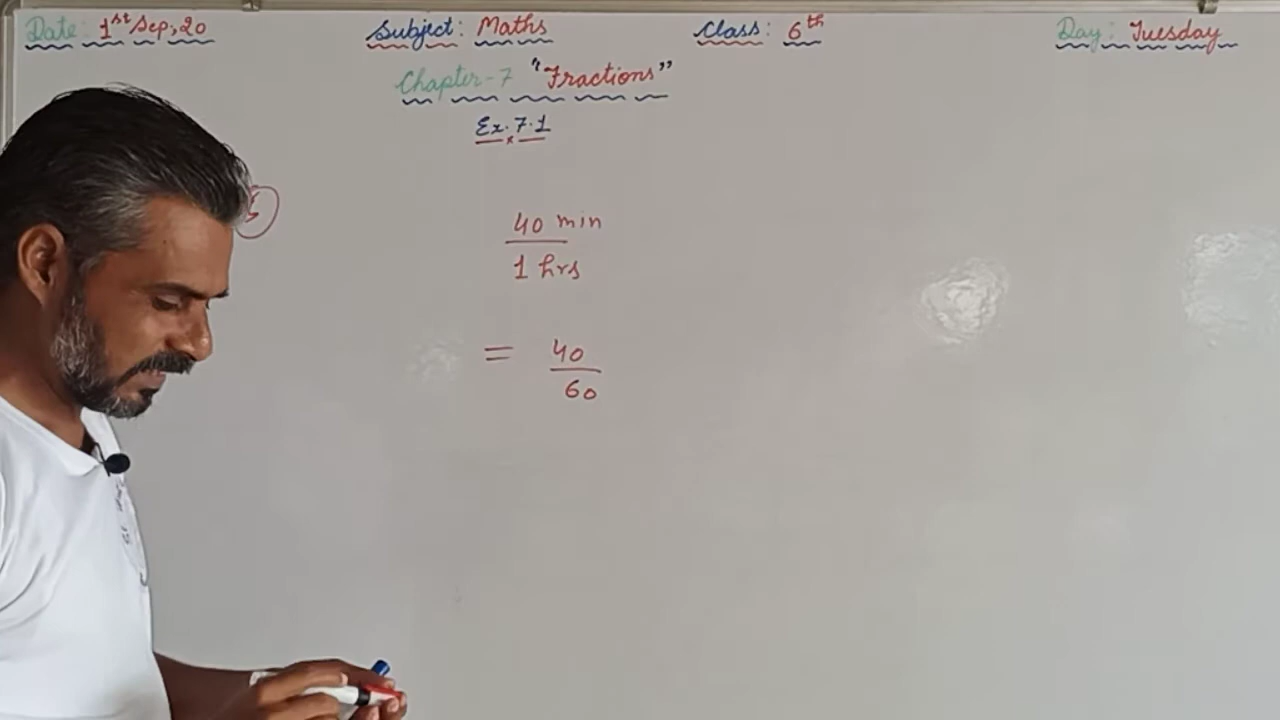 Date: 1st Sep, 20 Subject: Maths Class: 6th Day: Tuesday
Chapter-7 "Fractions"
Ex. 7.1
5
40 min
1 hrs
= 40
60